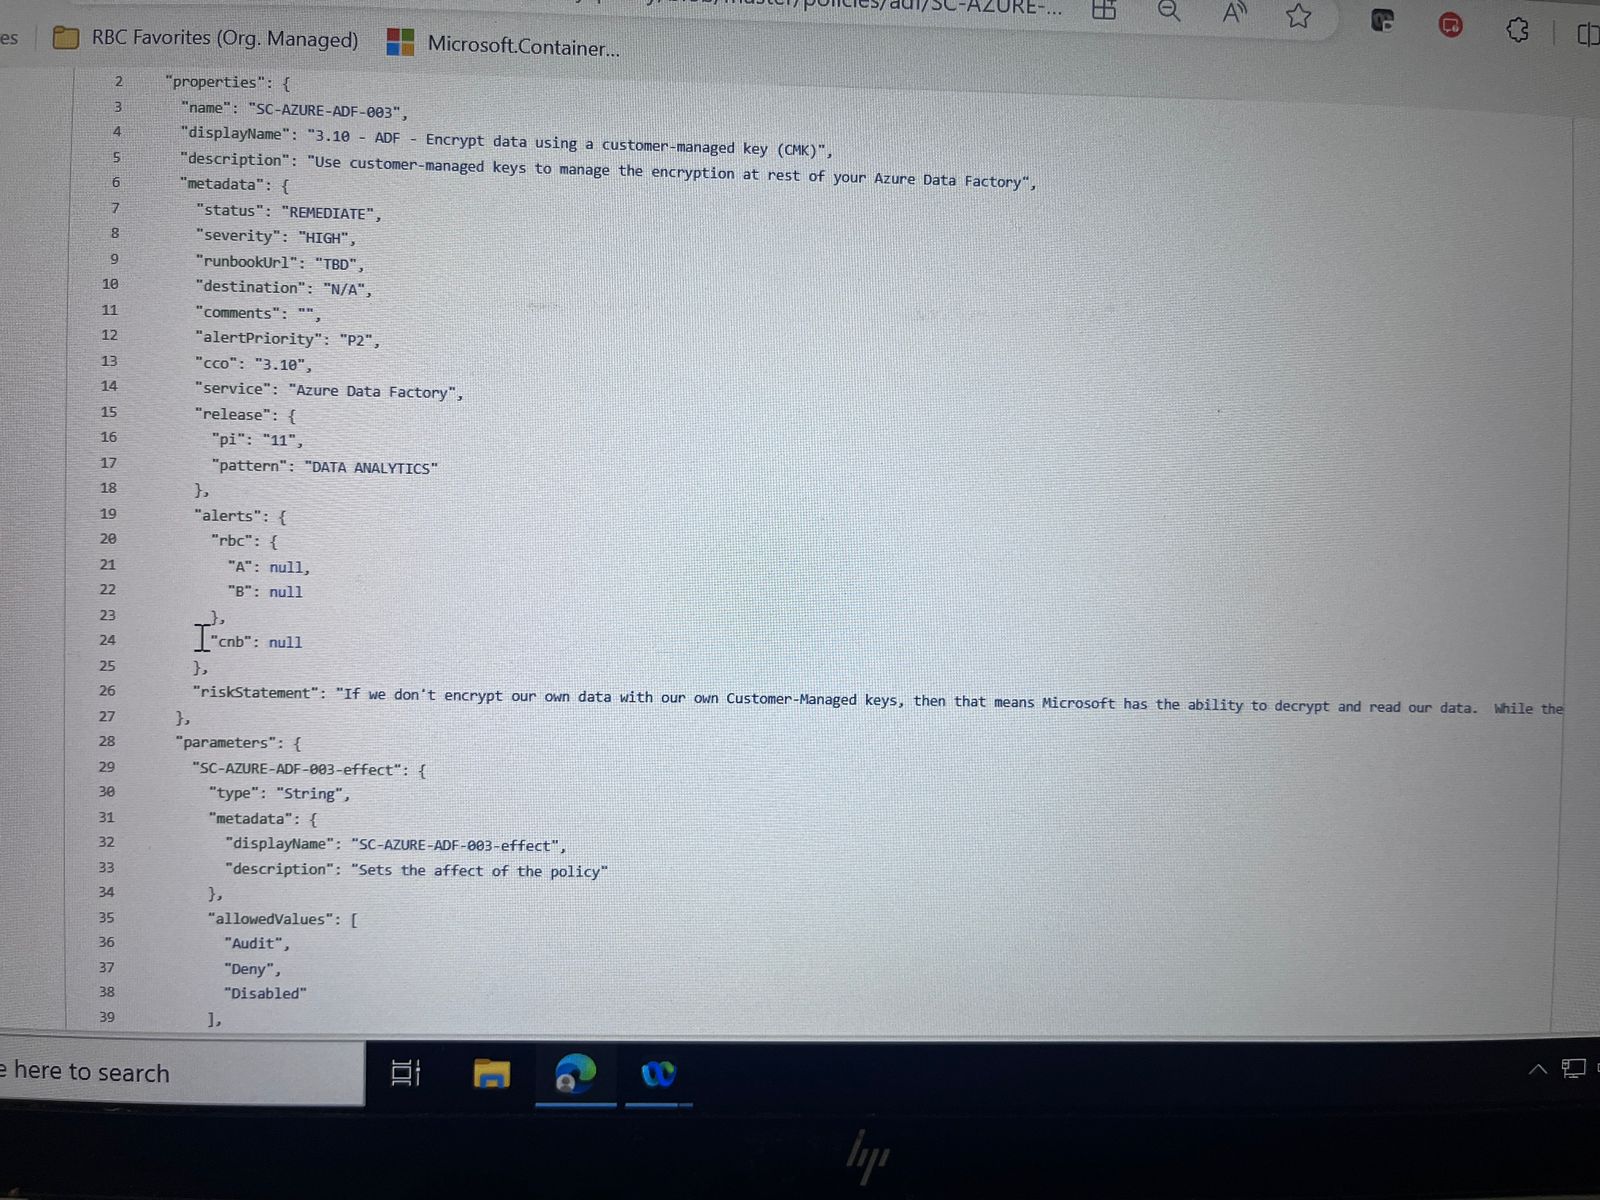 /master/policies/adf/SC-AZURE-...
es
RBC Favorites (Org. Managed)
Microsoft.Container...
2 "properties": {
3 "name": "SC-AZURE-ADF-003",
4 "displayName": "3.10 - ADF - Encrypt data using a customer-managed key (CMK)",
5 "description": "Use customer-managed keys to manage the encryption at rest of your Azure Data Factory",
6 "metadata": {
7 "status": "REMEDIATE",
8 "severity": "HIGH",
9 "runbookUrl": "TBD",
10 "destination": "N/A",
11 "comments": "",
12 "alertPriority": "P2",
13 "cco": "3.10",
14 "service": "Azure Data Factory",
15 "release": {
16 "pi": "11",
17 "pattern": "DATA ANALYTICS"
18 },
19 "alerts": {
20 "rbc": {
21 "A": null,
22 "B": null
23 },
24 "cnb": null
25 },
26 "riskStatement": "If we don't encrypt our own data with our own Customer-Managed keys, then that means Microsoft has the ability to decrypt and read our data.  While the
27 },
28 "parameters": {
29 "SC-AZURE-ADF-003-effect": {
30 "type": "String",
31 "metadata": {
32 "displayName": "SC-AZURE-ADF-003-effect",
33 "description": "Sets the affect of the policy"
34 },
35 "allowedValues": [
36 "Audit",
37 "Deny",
38 "Disabled"
39 ],
e here to search
hp